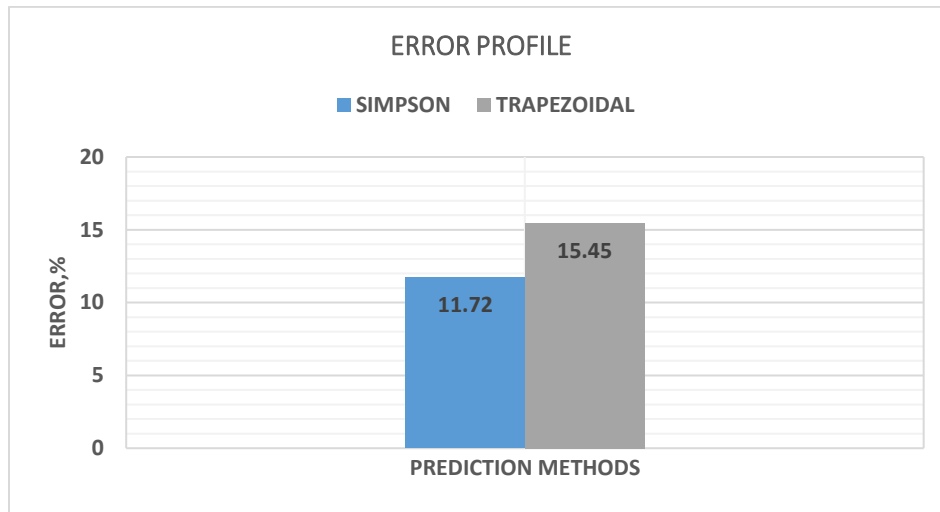 ERROR PROFILE
SIMPSON TRAPEZOIDAL
20
15
10
5
0
ERROR,%
11.72
15.45
PREDICTION METHODS